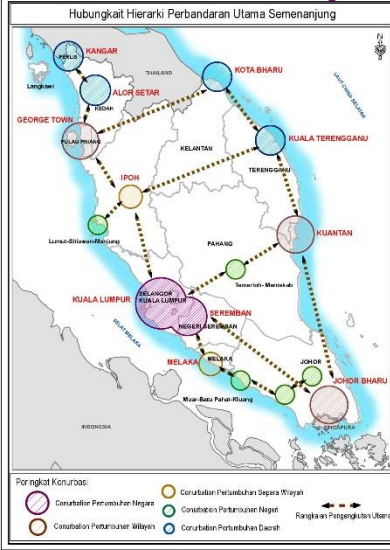 Hubungkait Hierarki Perbandaran Utama Semenanjung
KANGAR
PERLIS
Langkawi
THAILAND
KOTA BHARU
LAUT CHINA SELATAN
ALOR SETAR
KEDAH
GEORGE TOWN
PULAU PINANG
KUALA TERENGGANU
KELANTAN
TERENGGANU
IPOH
Lumut-Sitiawan-Manjung
KUANTAN
PAHANG
Temerloh- Mentakab
SELANGOR
KUALA LUMPUR
KUALA LUMPUR
SEREMBAN
NEGERI SEREMBAN
SELAT MELAKA
MELAKA
MELAKA
JOHOR
JOHOR BHARU
Muar-Batu Pahat-Kluang
SINGAPURA
INDONESIA
Peringkat Konurbasi
Conurbation Pertumbuhan Negara
Conurbation Pertumbuhan Wilayah
Conurbation Pertumbuhan Separa Wilayah
Conurbation Pertumbuhan Negeri
Conurbation Pertumbuhan Daerah
Rangkaian Pengangkutan Utama